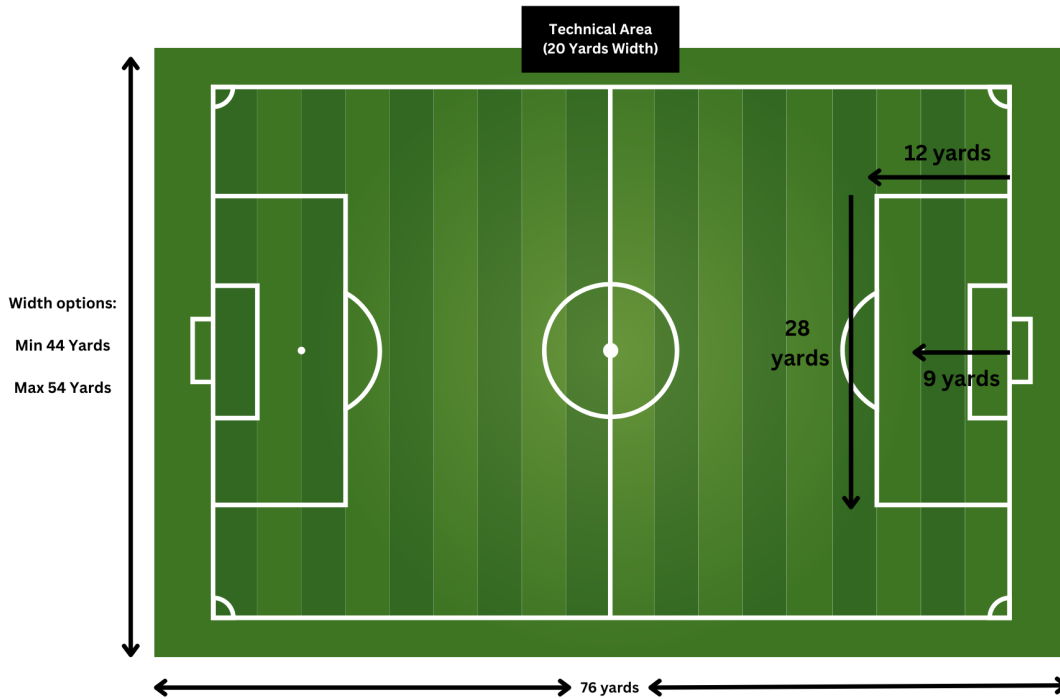 Technical Area
(20 Yards Width)
12 yards
Width options:
Min 44 Yards
Max 54 Yards
28
yards
9 yards
76 yards